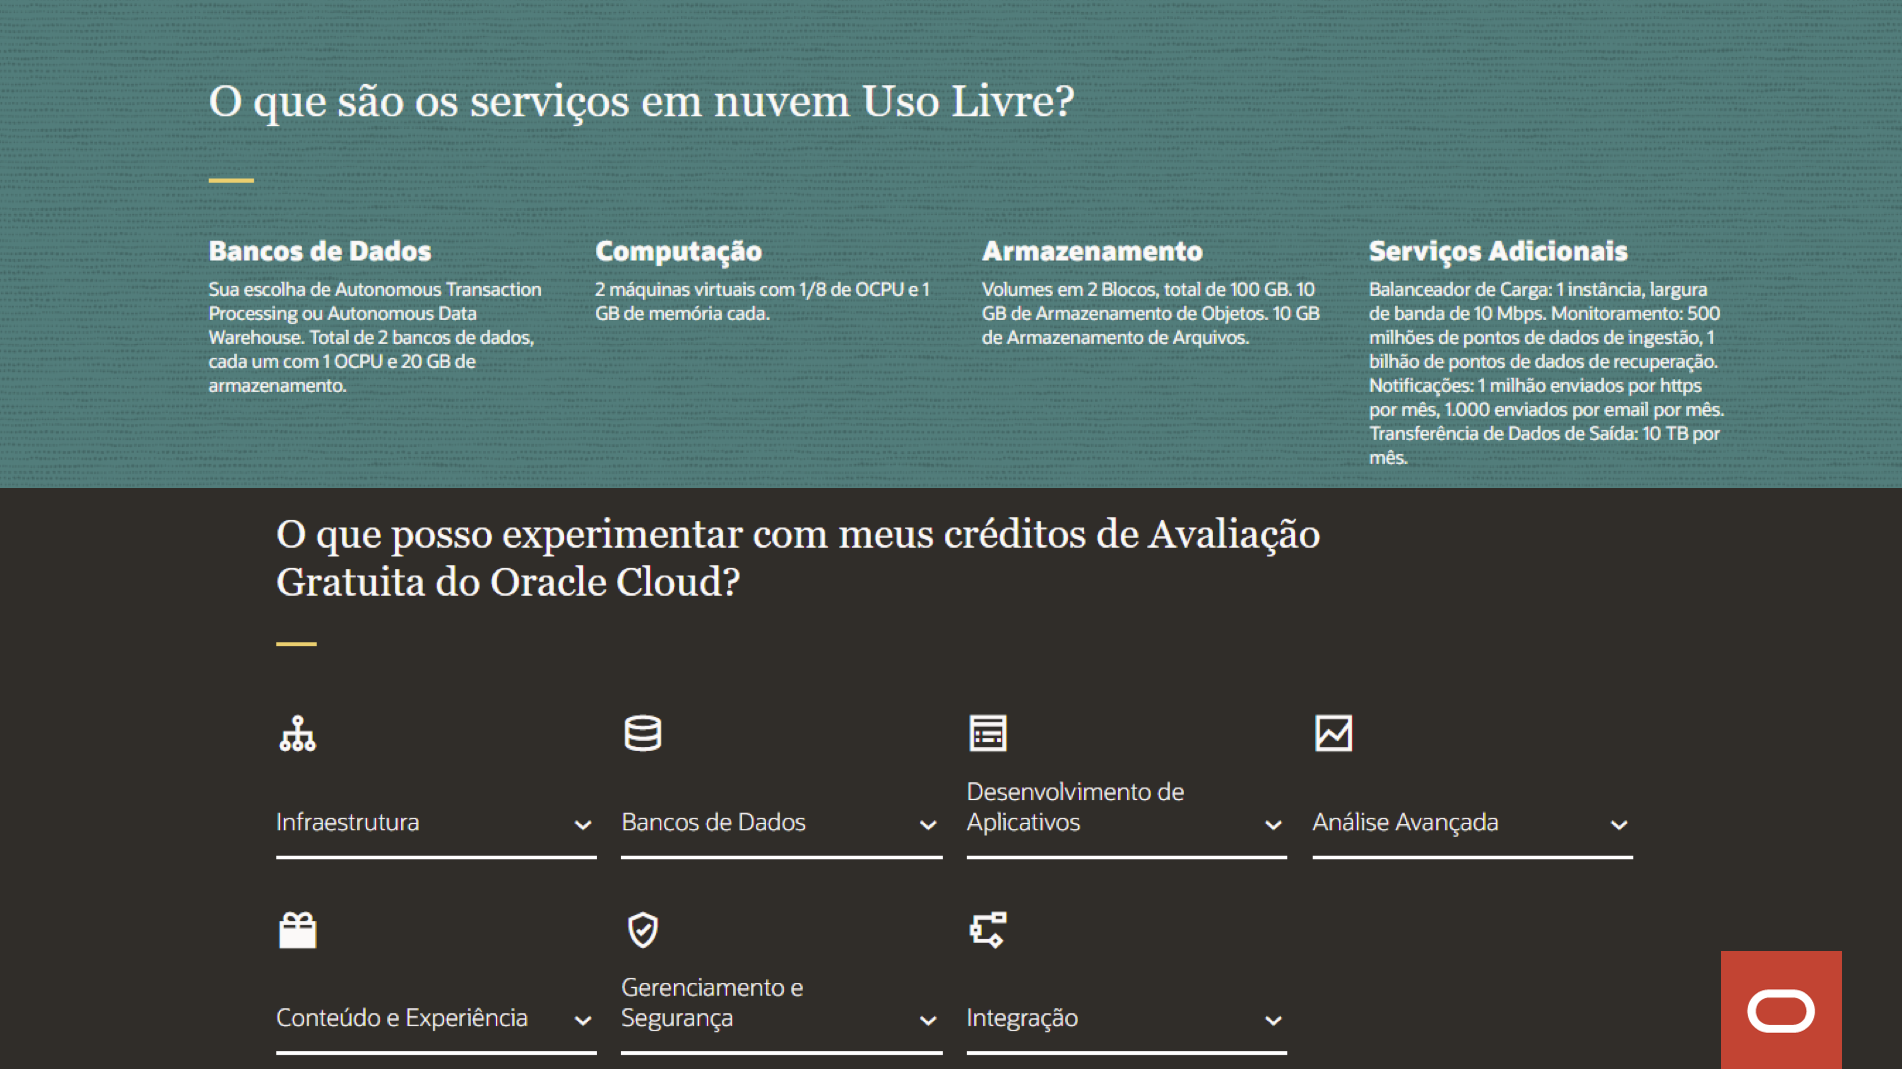 O que são os serviços em nuvem Uso Livre?
Bancos de Dados
Sua escolha de Autonomous Transaction
Processing ou Autonomous Data
Warehouse. Total de 2 bancos de dados,
cada um com 1 OCPU e 20 GB de
armazenamento.
Computação
2 máquinas virtuais com 1/8 de OCPU e 1
GB de memória cada.
Armazenamento
Volumes em 2 Blocos, total de 100 GB. 10
GB de Armazenamento de Objetos. 10 GB
de Armazenamento de Arquivos.
Serviços Adicionais
Balanceador de Carga: 1 instância, largura
de banda de 10 Mbps. Monitoramento: 500
milhões de pontos de dados de ingestão, 1
bilhão de pontos de dados de recuperação.
Notificações: 1 milhão enviados por https
por mês, 1.000 enviados por email por mês.
Transferência de Dados de Saída: 10 TB por
mês.
O que posso experimentar com meus créditos de Avaliação
Gratuita do Oracle Cloud?
Infraestrutura
Bancos de Dados
Desenvolvimento de
Aplicativos
Análise Avançada
Conteúdo e Experiência
Gerenciamento e
Segurança
Integração